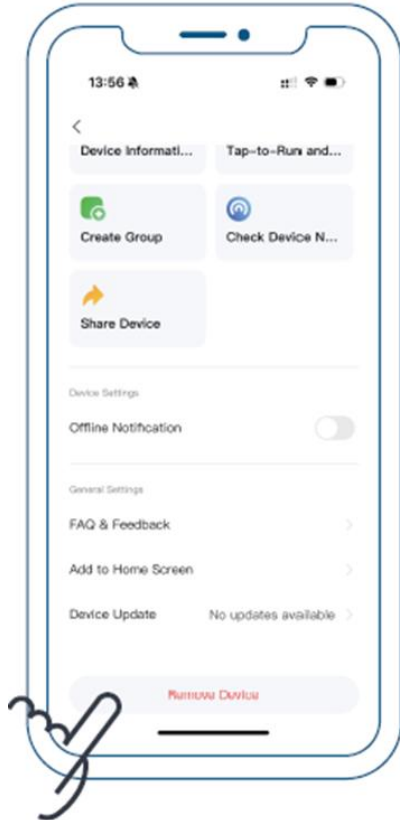 13:56
Device Informati... Tap-to-Run and...
Create Group Check Device N...
Share Device
Device Settings
Offline Notification
General Settings
FAQ & Feedback
Add to Home Screen
Device Update No updates available
Remove Device